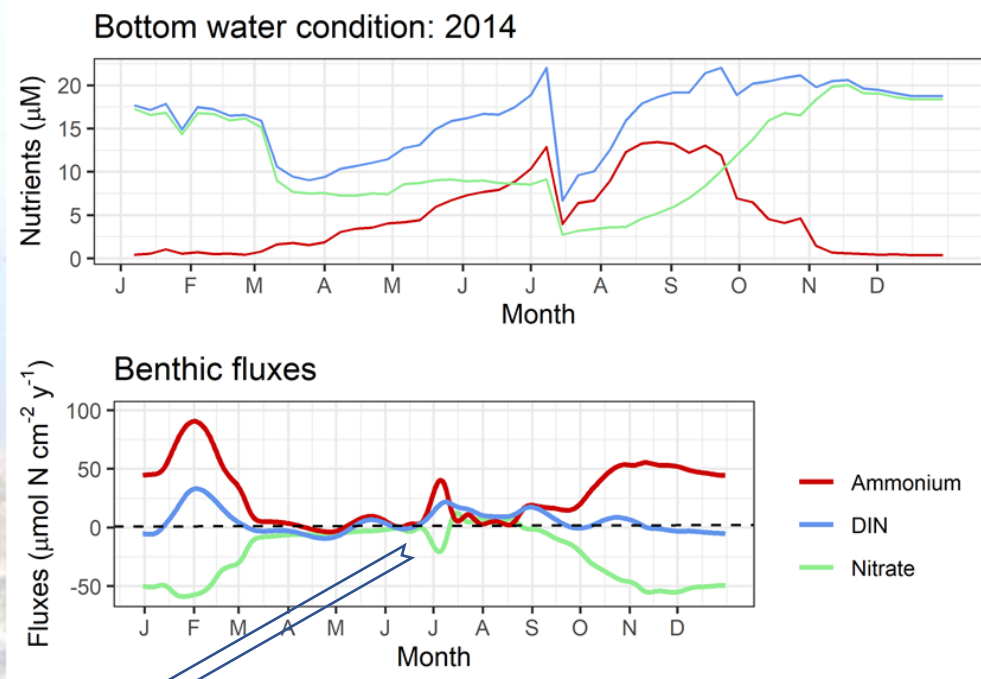 Bottom water condition: 2014
Nutrients (μM)
20
15
10
5
0
J F M A M J J A S O N D
Month
Benthic fluxes
Fluxes (μmol N cm⁻² y⁻¹)
100
50
0
-50
J F M A M J J A S O N D
Month
Ammonium
DIN
Nitrate